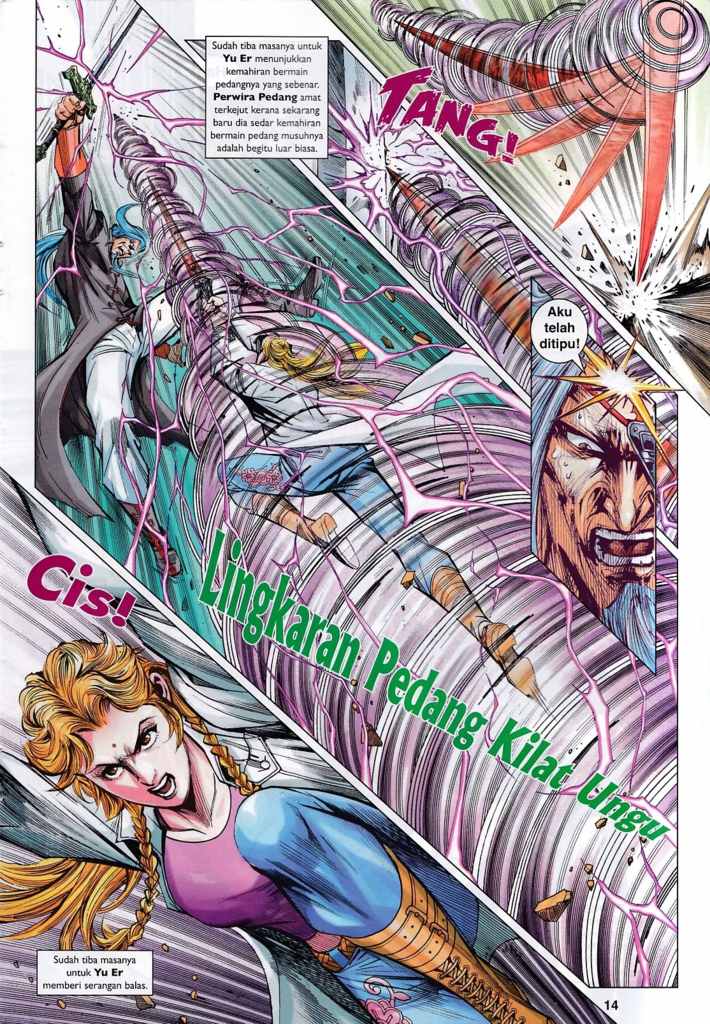 Sudah tiba masanya untuk
Yu Er menunjukkan
kemahiran bermain
pedangnya yang sebenar.
Perwira Pedang amat
terkejut kerana sekarang
baru dia sedar kemahiran
bermain pedang musuhnya
adalah begitu luar biasa.
TANG!
Aku
telah
ditipu!
Lingkaran Pedang Kilat Ungu
Cis!
Sudah tiba masanya
untuk Yu Er
memberi serangan balas.
14